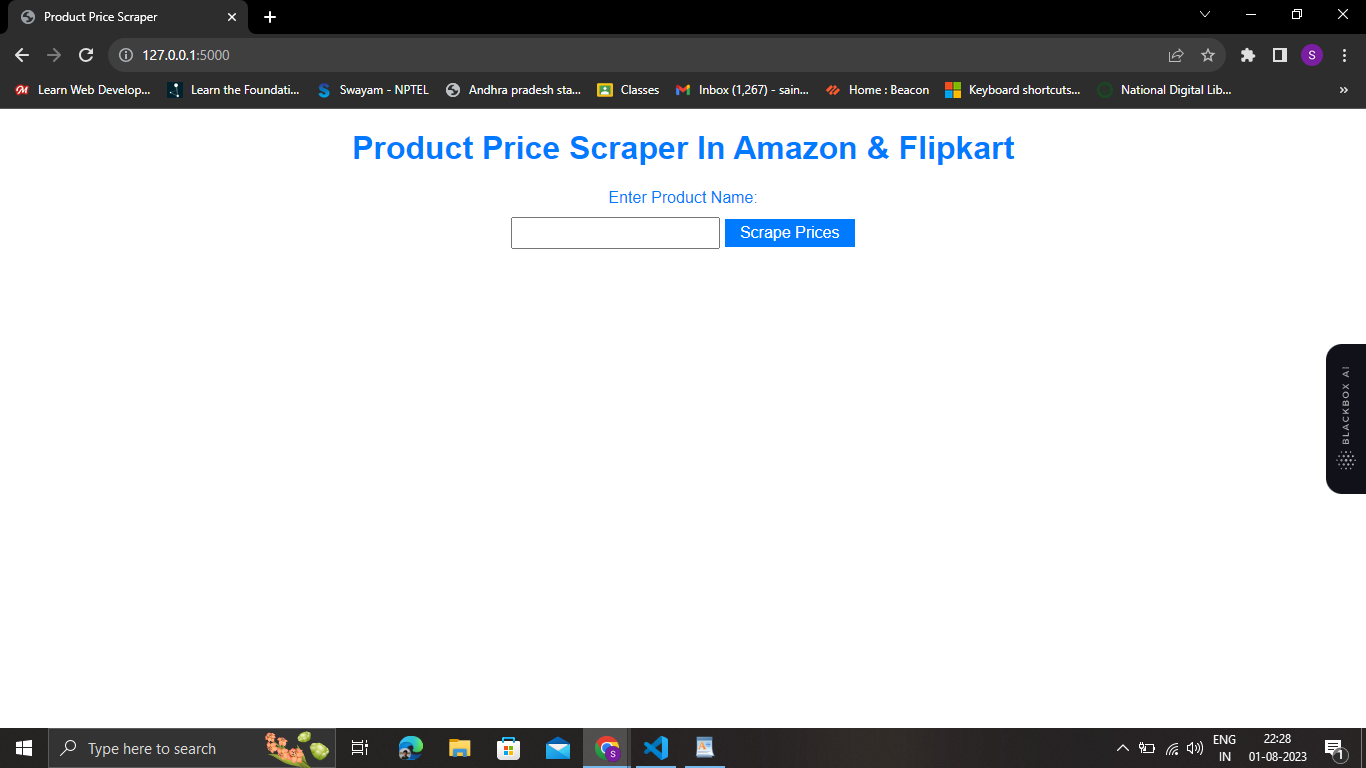 Product Price Scraper
127.0.0.1:5000
S
Learn Web Develop... Learn the Foundati... Swayam - NPTEL Andhra pradesh sta... Classes Inbox (1,267) - sain... Home : Beacon Keyboard shortcuts... National Digital Lib... »
Product Price Scraper In Amazon & Flipkart
Enter Product Name:
Scrape Prices
BLACKBOX AI
Type here to search
S
ENG
IN
22:28
01-08-2023
1